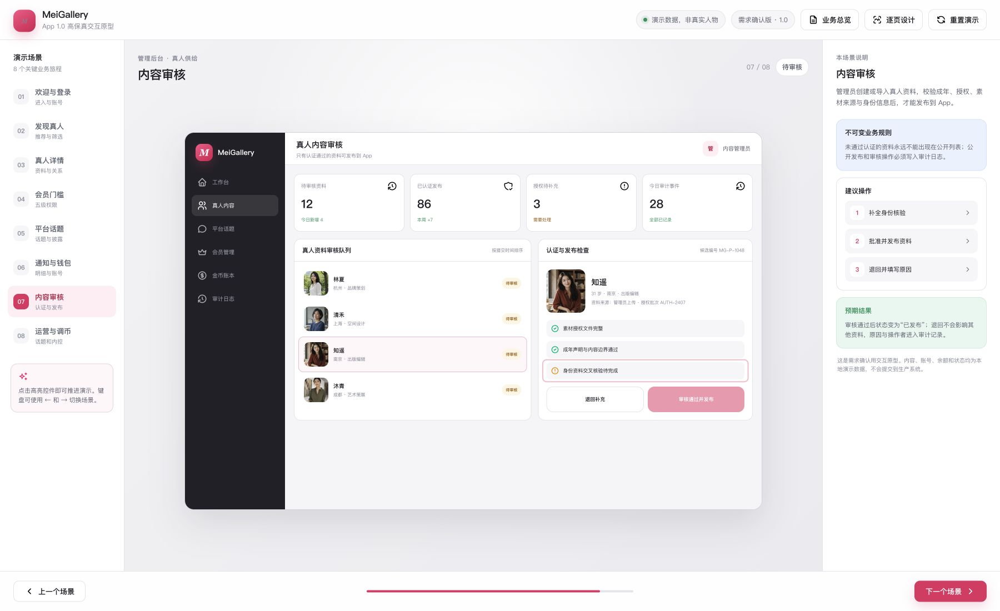 MeiGallery
App 1.0 高保真交互原型
演示数据，非真实人物
需求确认版 · 1.0
业务总览
逐页设计
重置演示
演示场景
8 个关键业务旅程
01
欢迎与登录
进入与账号
02
发现真人
推荐与筛选
03
真人详情
资料与关系
04
会员门槛
五级权限
05
平台话题
话题与披露
06
通知与钱包
明细与账号
07
内容审核
认证与发布
08
运营与调币
话题和内控
点击高亮控件即可推进演示。键
盘可使用 ← 和 → 切换场景。
管理后台 · 真人供给
内容审核
07 / 08
待审核
M
MeiGallery
工作台
真人内容
平台话题
会员管理
金币账本
审计日志
真人内容审核
只有认证通过的资料可发布到 App
管
内容管理员
待审核资料
12
今日新增 4
已认证发布
86
本周 +7
授权待补充
3
需要处理
今日审计事件
28
全部已记录
真人资料审核队列
按提交时间排序
林夏
杭州 · 品牌策划
待审核
清禾
上海 · 空间设计
待审核
知遥
南京 · 出版编辑
待审核
沐青
成都 · 艺术策展
待审核
认证与发布检查
候选编号 MG-P-1048
知遥
31 岁 · 南京 · 出版编辑
资料来源：管理员上传 · 授权批次 AUTH-2407
素材授权文件完整
成年声明与内容边界通过
身份资料交叉核验待完成
退回补充
审核通过并发布
本场景说明
内容审核
管理员创建或导入真人资料，校验成年、授权、素
材来源与身份信息后，才能发布到 App。
不可变业务规则
未通过认证的资料永远不能出现在公开列表；公
开发布和审核操作必须写入审计日志。
建议操作
1
补全身份核验
2
批准并发布资料
3
退回并填写原因
预期结果
审核通过后状态变为“已发布”；退回不会影响其
他资料，原因与操作者进入审计记录。
这是需求确认用交互原型。内容、账号、余额和状态均为本
地演示数据，不会提交到生产系统。
上一个场景
下一个场景